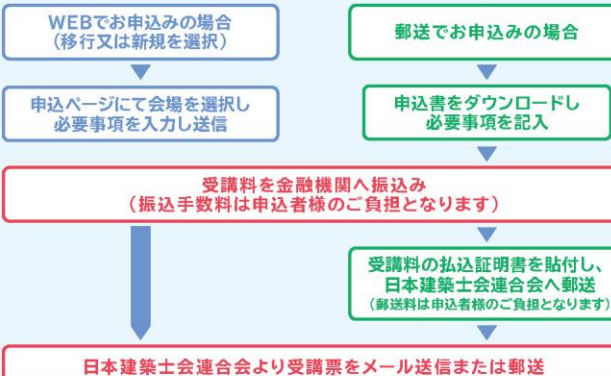 WEBでお申込みの場合
(移行又は新規を選択)
郵送でお申込みの場合
申込ページにて会場を選択し
必要事項を入力し送信
申込書をダウンロードし
必要事項を記入
受講料を金融機関へ振込み
(振込手数料は申込者様のご負担となります)
受講料の払込証明書を貼付し、
日本建築士会連合会へ郵送
(郵送料は申込者様のご負担となります)
日本建築士会連合会より受講票をメール送信または郵送